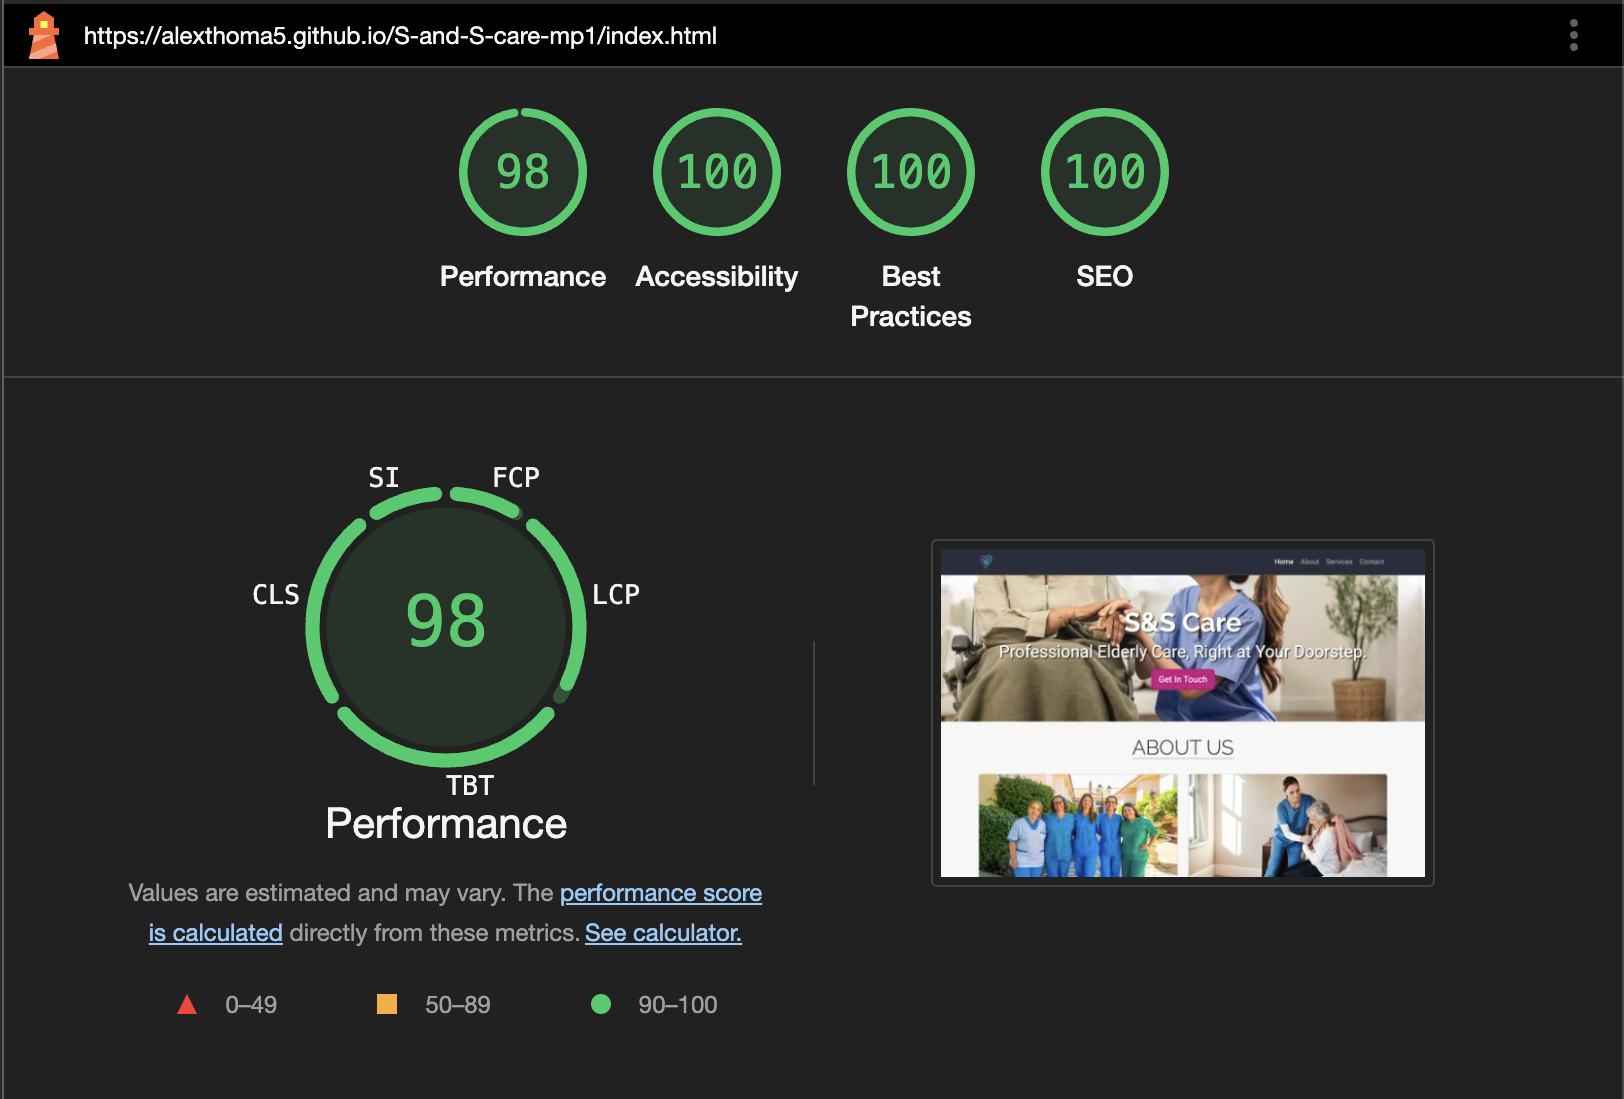 https://alexthoma5.github.io/S-and-S-care-mp1/index.html
98
100
100
100
Performance
Accessibility
Best
Practices
SEO
SI
FCP
CLS
LCP
98
TBT
Performance
Values are estimated and may vary. The performance score
is calculated directly from these metrics. See calculator.
0–49
50–89
90–100
Home About Services Contact
S&S Care
Professional Elderly Care, Right at Your Doorstep.
Get In Touch
ABOUT US